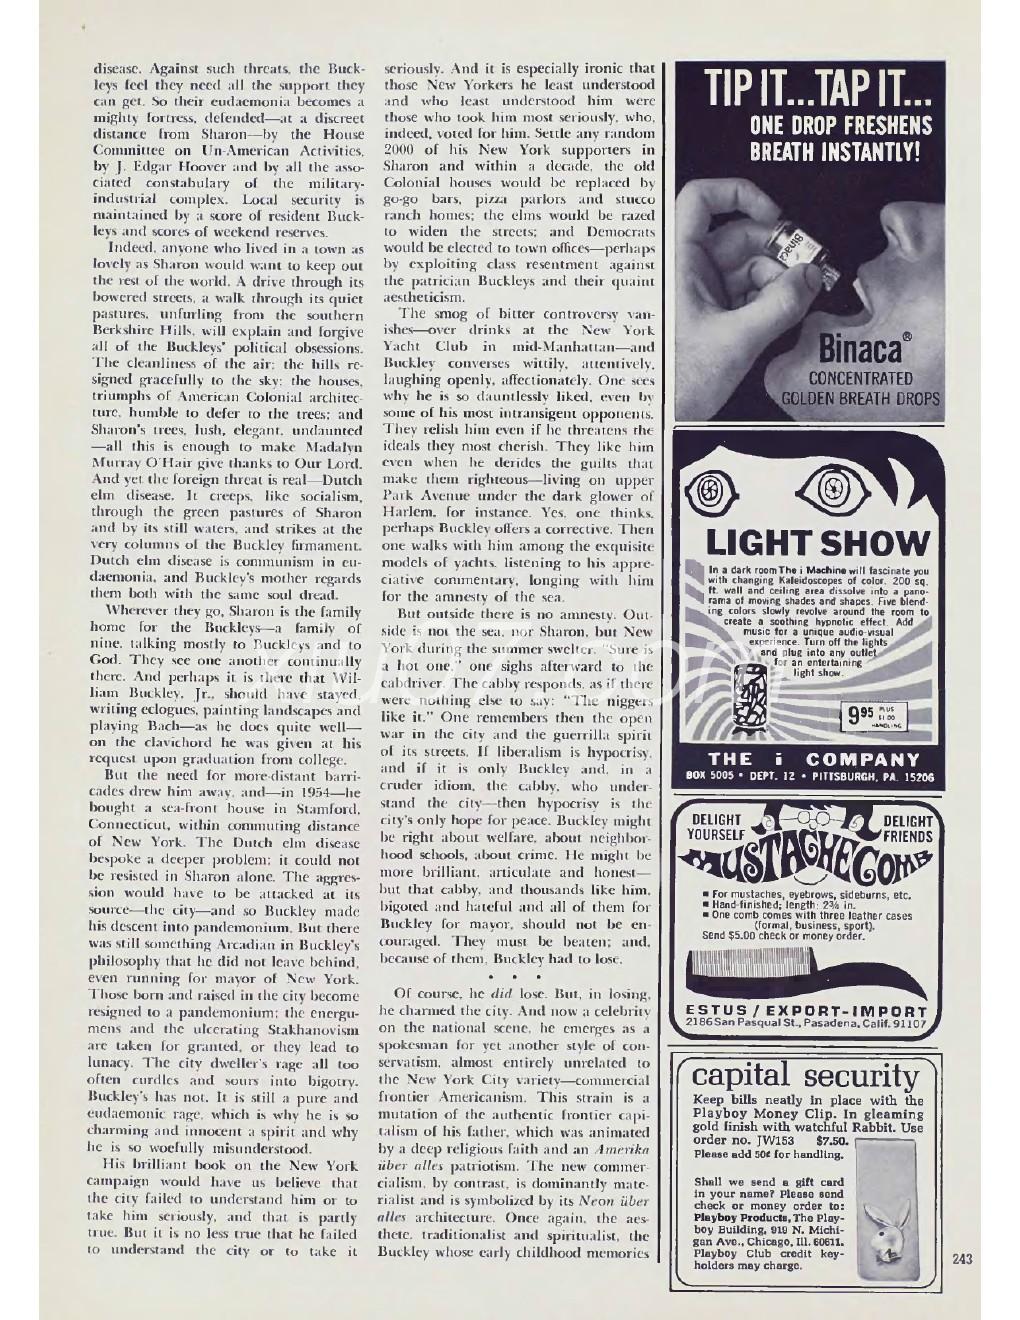 disease. Against such threats, the Buck-
leys feel they need all the support they
can get. So their eudaemonia becomes a
mighty fortress, defended—at a discreet
distance from Sharon—by the House
Committee on Un-American Activities,
by J. Edgar Hoover and by all the asso-
ciated constabulary of the military-
industrial complex. Local security is
maintained by a score of resident Buck-
leys and scores of weekend reserves.
Indeed, anyone who lived in a town as
lovely as Sharon would want to keep out
the rest of the world. A drive through its
bowered streets, a walk through its quiet
pastures, unfurling from the southern
Berkshire Hills, will explain and forgive
all of the Buckleys' political obsessions.
The cleanliness of the air; the hills re-
signed gracefully to the sky; the houses,
triumphs of American Colonial architec-
ture, humble to defer to the trees; and
Sharon's trees, lush, elegant, undaunted
—all this is enough to make Madalyn
Murray O'Hair give thanks to Our Lord.
And yet the foreign threat is real—Dutch
elm disease. It creeps, like socialism,
through the green pastures of Sharon
and by its still waters, and strikes at the
very columns of the Buckley firmament.
Dutch elm disease is communism in eu-
daemonia, and Buckley's mother regards
them both with the same soul dread.
Wherever they go, Sharon is the family
home for the Buckleys—a family of
nine, talking mostly to Buckleys and to
God. They see one another continually
there. And perhaps it is there that Wil-
liam Buckley, Jr., should have stayed,
writing eclogues, painting landscapes and
playing Bach—as he does quite well—
on the clavichord he was given at his
request upon graduation from college.
But the need for more-distant barri-
cades drew him away, and—in 1954—he
bought a sea-front house in Stamford,
Connecticut, within commuting distance
of New York. The Dutch elm disease
bespoke a deeper problem; it could not
be resisted in Sharon alone. The aggres-
sion would have to be attacked at its
source—the city—and so Buckley made
his descent into pandemonium. But there
was still something Arcadian in Buckley's
philosophy that he did not leave behind,
even running for mayor of New York.
Those born and raised in the city become
resigned to a pandemonium; the energu-
mens and the ulcerating Stakhanovism
are taken for granted, or they lead to
lunacy. The city dweller's rage all too
often curdles and sours into bigotry.
Buckley's has not. It is still a pure and
eudaemonic rage, which is why he is so
charming and innocent a spirit and why
he is so woefully misunderstood.
His brilliant book on the New York
campaign would have us believe that
the city failed to understand him or to
take him seriously, and that is partly
true. But it is no less true that he failed
to understand the city or to take it
seriously. And it is especially ironic that
those New Yorkers he least understood
and who least understood him were
those who took him most seriously, who,
indeed, voted for him. Settle any random
2000 of his New York supporters in
Sharon and within a decade, the old
Colonial houses would be replaced by
go-go bars, pizza parlors and stucco
ranch homes; the elms would be razed
to widen the streets; and Democrats
would be elected to town offices—perhaps
by exploiting class resentment against
the patrician Buckleys and their quaint
aestheticism.
The smog of bitter controversy van-
ishes—over drinks at the New York
Yacht Club in mid-Manhattan—and
Buckley converses wittily, attentively,
laughing openly, affectionately. One sees
why he is so dauntlessly liked, even by
some of his most intransigent opponents.
They relish him even if he threatens the
ideals they most cherish. They like him
even when he derides the guilts that
make them righteous—living on upper
Park Avenue under the dark glower of
Harlem, for instance. Yes, one thinks,
perhaps Buckley offers a corrective. Then
one walks with him among the exquisite
models of yachts, listening to his appre-
ciative commentary, longing with him
for the amnesty of the sea.
But outside there is no amnesty. Out-
side is not the sea, nor Sharon, but New
York during the summer swelter. "Sure is
a hot one," one sighs afterward to the
cabdriver. The cabby responds, as if there
were nothing else to say: "The niggers
like it." One remembers then the open
war in the city and the guerrilla spirit
of its streets. If liberalism is hypocrisy,
and if it is only Buckley and, in a
cruder idiom, the cabby, who under-
stand the city—then hypocrisy is the
city's only hope for peace. Buckley might
be right about welfare, about neighbor-
hood schools, about crime. He might be
more brilliant, articulate and honest—
but that cabby, and thousands like him,
bigoted and hateful and all of them for
Buckley for mayor, should not be en-
couraged. They must be beaten; and,
because of them, Buckley had to lose.
• • •
Of course, he did lose. But, in losing,
he charmed the city. And now a celebrity
on the national scene, he emerges as a
spokesman for yet another style of con-
servatism, almost entirely unrelated to
the New York City variety—commercial
frontier Americanism. This strain is a
mutation of the authentic frontier capi-
talism of his father, which was animated
by a deep religious faith and an Amerika
über alles patriotism. The new commer-
cialism, by contrast, is dominantly mate-
rialist and is symbolized by its Neon über
alles architecture. Once again, the aes-
thete, traditionalist and spiritualist, the
Buckley whose early childhood memories
TIP IT...TAP IT...
ONE DROP FRESHENS
BREATH INSTANTLY!
Binaca
Binaca®
CONCENTRATED
GOLDEN BREATH DROPS
LIGHT SHOW
In a dark room The i Machine will fascinate you
with changing Kaleidoscopes of color. 200 sq.
ft. wall and ceiling area dissolve into a pano-
rama of moving shades and shapes. Five blend-
ing colors slowly revolve around the room to
create a soothing hypnotic effect. Add
music for a unique audio-visual
experience. Turn off the lights
and plug into any outlet
for an entertaining
light show.
9.95 PLUS
$1.00
HANDLING
THE i COMPANY
BOX 5005 • DEPT. 12 • PITTSBURGH, PA. 15206
DELIGHT YOURSELF
DELIGHT FRIENDS
MUSTACHE COMB
■ For mustaches, eyebrows, sideburns, etc.
■ Hand-finished; length: 2¾ in.
■ One comb comes with three leather cases
(formal, business, sport).
Send $5.00 check or money order.
ESTUS / EXPORT-IMPORT
2186 San Pasqual St., Pasadena, Calif. 91107
capital security
Keep bills neatly in place with the
Playboy Money Clip. In gleaming
gold finish with watchful Rabbit. Use
order no. JW153 $7.50.
Please add 50¢ for handling.
Shall we send a gift card
in your name? Please send
check or money order to:
Playboy Products, The Play-
boy Building, 919 N. Michi-
gan Ave., Chicago, Ill. 60611.
Playboy Club credit key-
holders may charge.
243